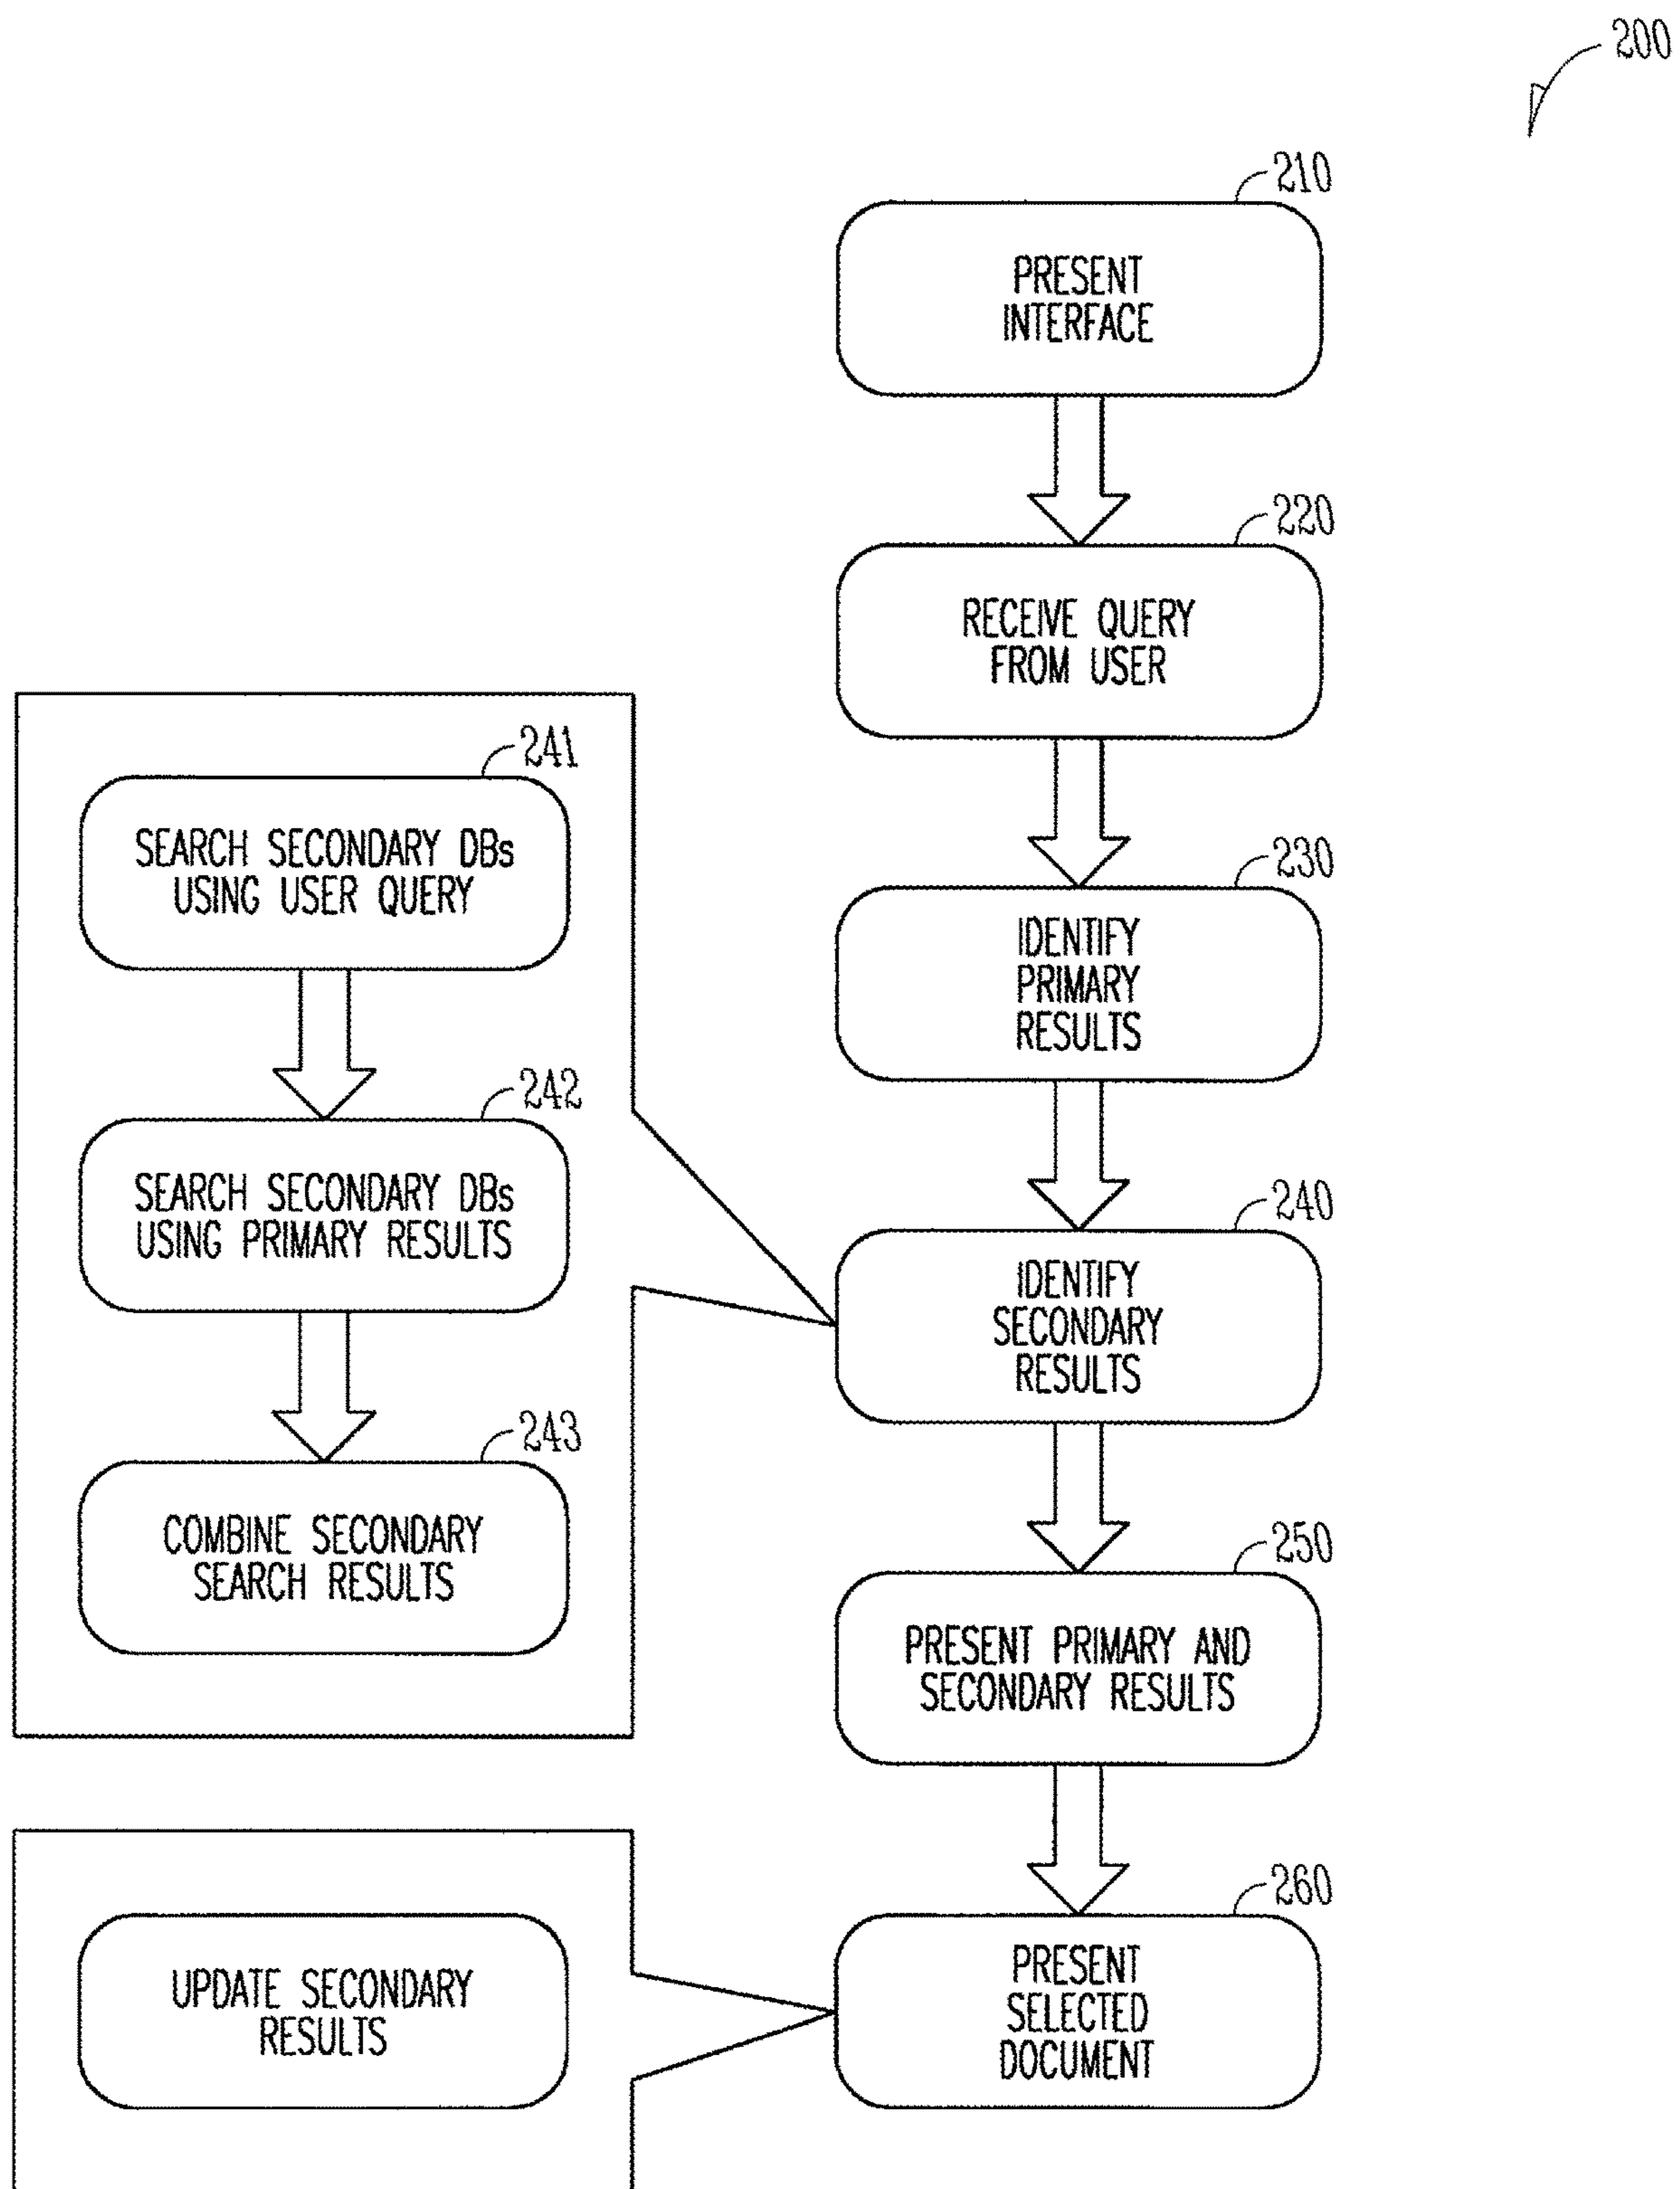 200
210
PRESENT
INTERFACE
220
RECEIVE QUERY
FROM USER
230
IDENTIFY
PRIMARY
RESULTS
240
IDENTIFY
SECONDARY
RESULTS
241
SEARCH SECONDARY DBs
USING USER QUERY
242
SEARCH SECONDARY DBs
USING PRIMARY RESULTS
243
COMBINE SECONDARY
SEARCH RESULTS
250
PRESENT PRIMARY AND
SECONDARY RESULTS
260
PRESENT
SELECTED
DOCUMENT
UPDATE SECONDARY
RESULTS